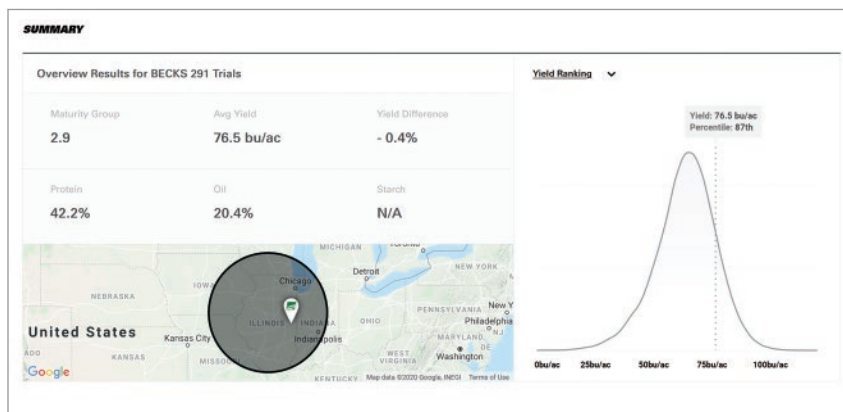 SUMMARY
Overview Results for BECKS 291 Trials
Maturity Group
Avg Yield
Yield Difference
2.9
76.5 bu/ac
- 0.4%
Protein
Oil
Starch
42.2%
20.4%
N/A
MICHIGAN
Detroit
NEW YORK
IOWA
Chicago
NEBRASKA
PENNSYLVANIA
New Y
ILLINOIS
INDIANA
OHIO
Philadelphia
United States
Kansas City
Indianapolis
MARYLAND
NJ
ADO
KANSAS
MISSOU
WEST
VIRGINIA
DE
Washington
Google
KENTUCKY
Map data ©2020 Google, INEGI
Terms of Use
Yield Ranking
Yield: 76.5 bu/ac
Percentile: 87th
0bu/ac
25bu/ac
50bu/ac
75bu/ac
100bu/ac